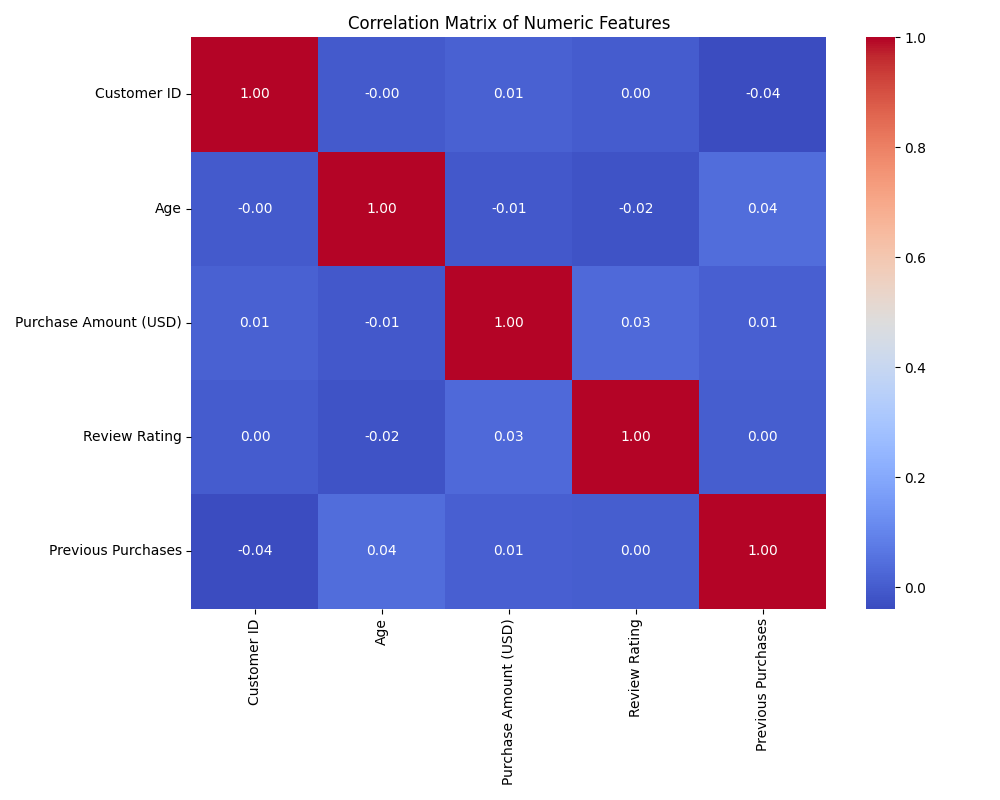 Correlation Matrix of Numeric Features
Customer ID 1.00 -0.00 0.01 0.00 -0.04
Age -0.00 1.00 -0.01 -0.02 0.04
Purchase Amount (USD) 0.01 -0.01 1.00 0.03 0.01
Review Rating 0.00 -0.02 0.03 1.00 0.00
Previous Purchases -0.04 0.04 0.01 0.00 1.00
Customer ID
Age
Purchase Amount (USD)
Review Rating
Previous Purchases
1.0
0.8
0.6
0.4
0.2
0.0